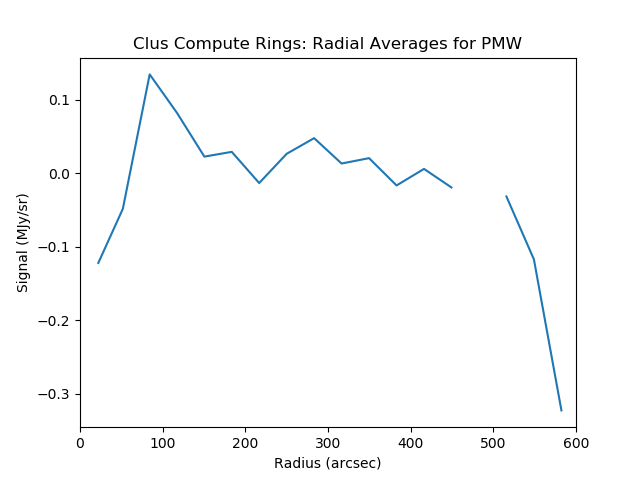 Clus Compute Rings: Radial Averages for PMW
Signal (MJy/sr)
0.1
0.0
−0.1
−0.2
−0.3
0 100 200 300 400 500 600
Radius (arcsec)